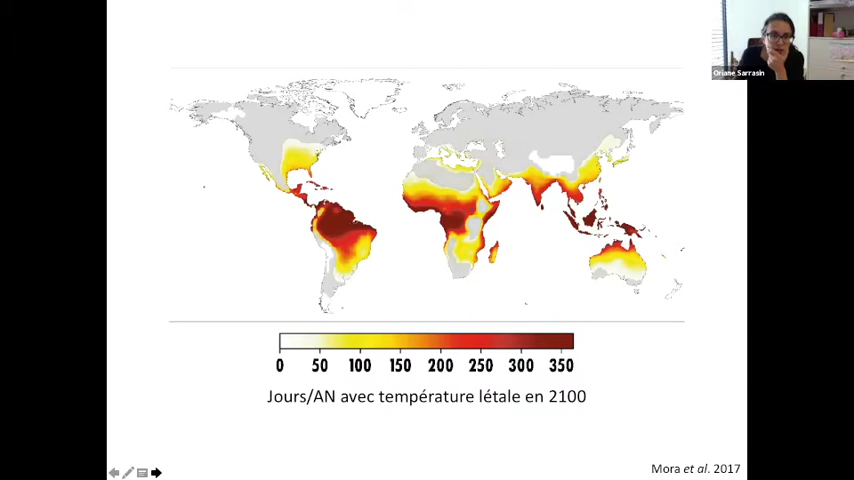 Oriane Sarrasin
0 50 100 150 200 250 300 350
Jours/AN avec température létale en 2100
Mora et al. 2017